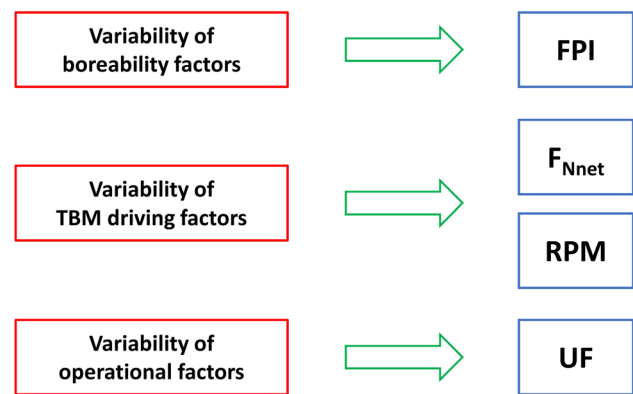 Variability of
boreability factors
FPI
Variability of
TBM driving factors
FNnet
RPM
Variability of
operational factors
UF